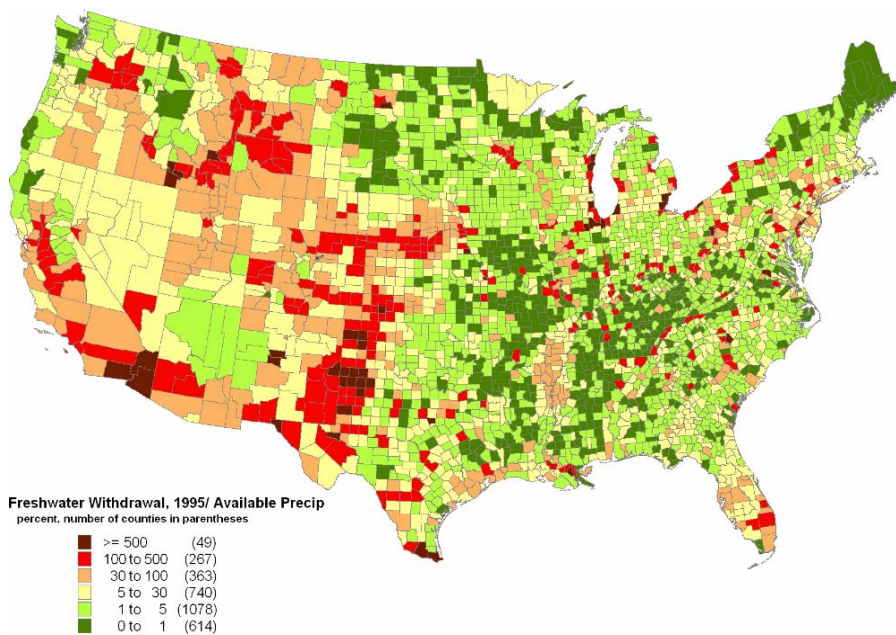 Freshwater Withdrawal, 1995/ Available Precip
percent, number of counties in parentheses
>= 500 (49)
100 to 500 (267)
30 to 100 (363)
5 to 30 (740)
1 to 5 (1078)
0 to 1 (614)